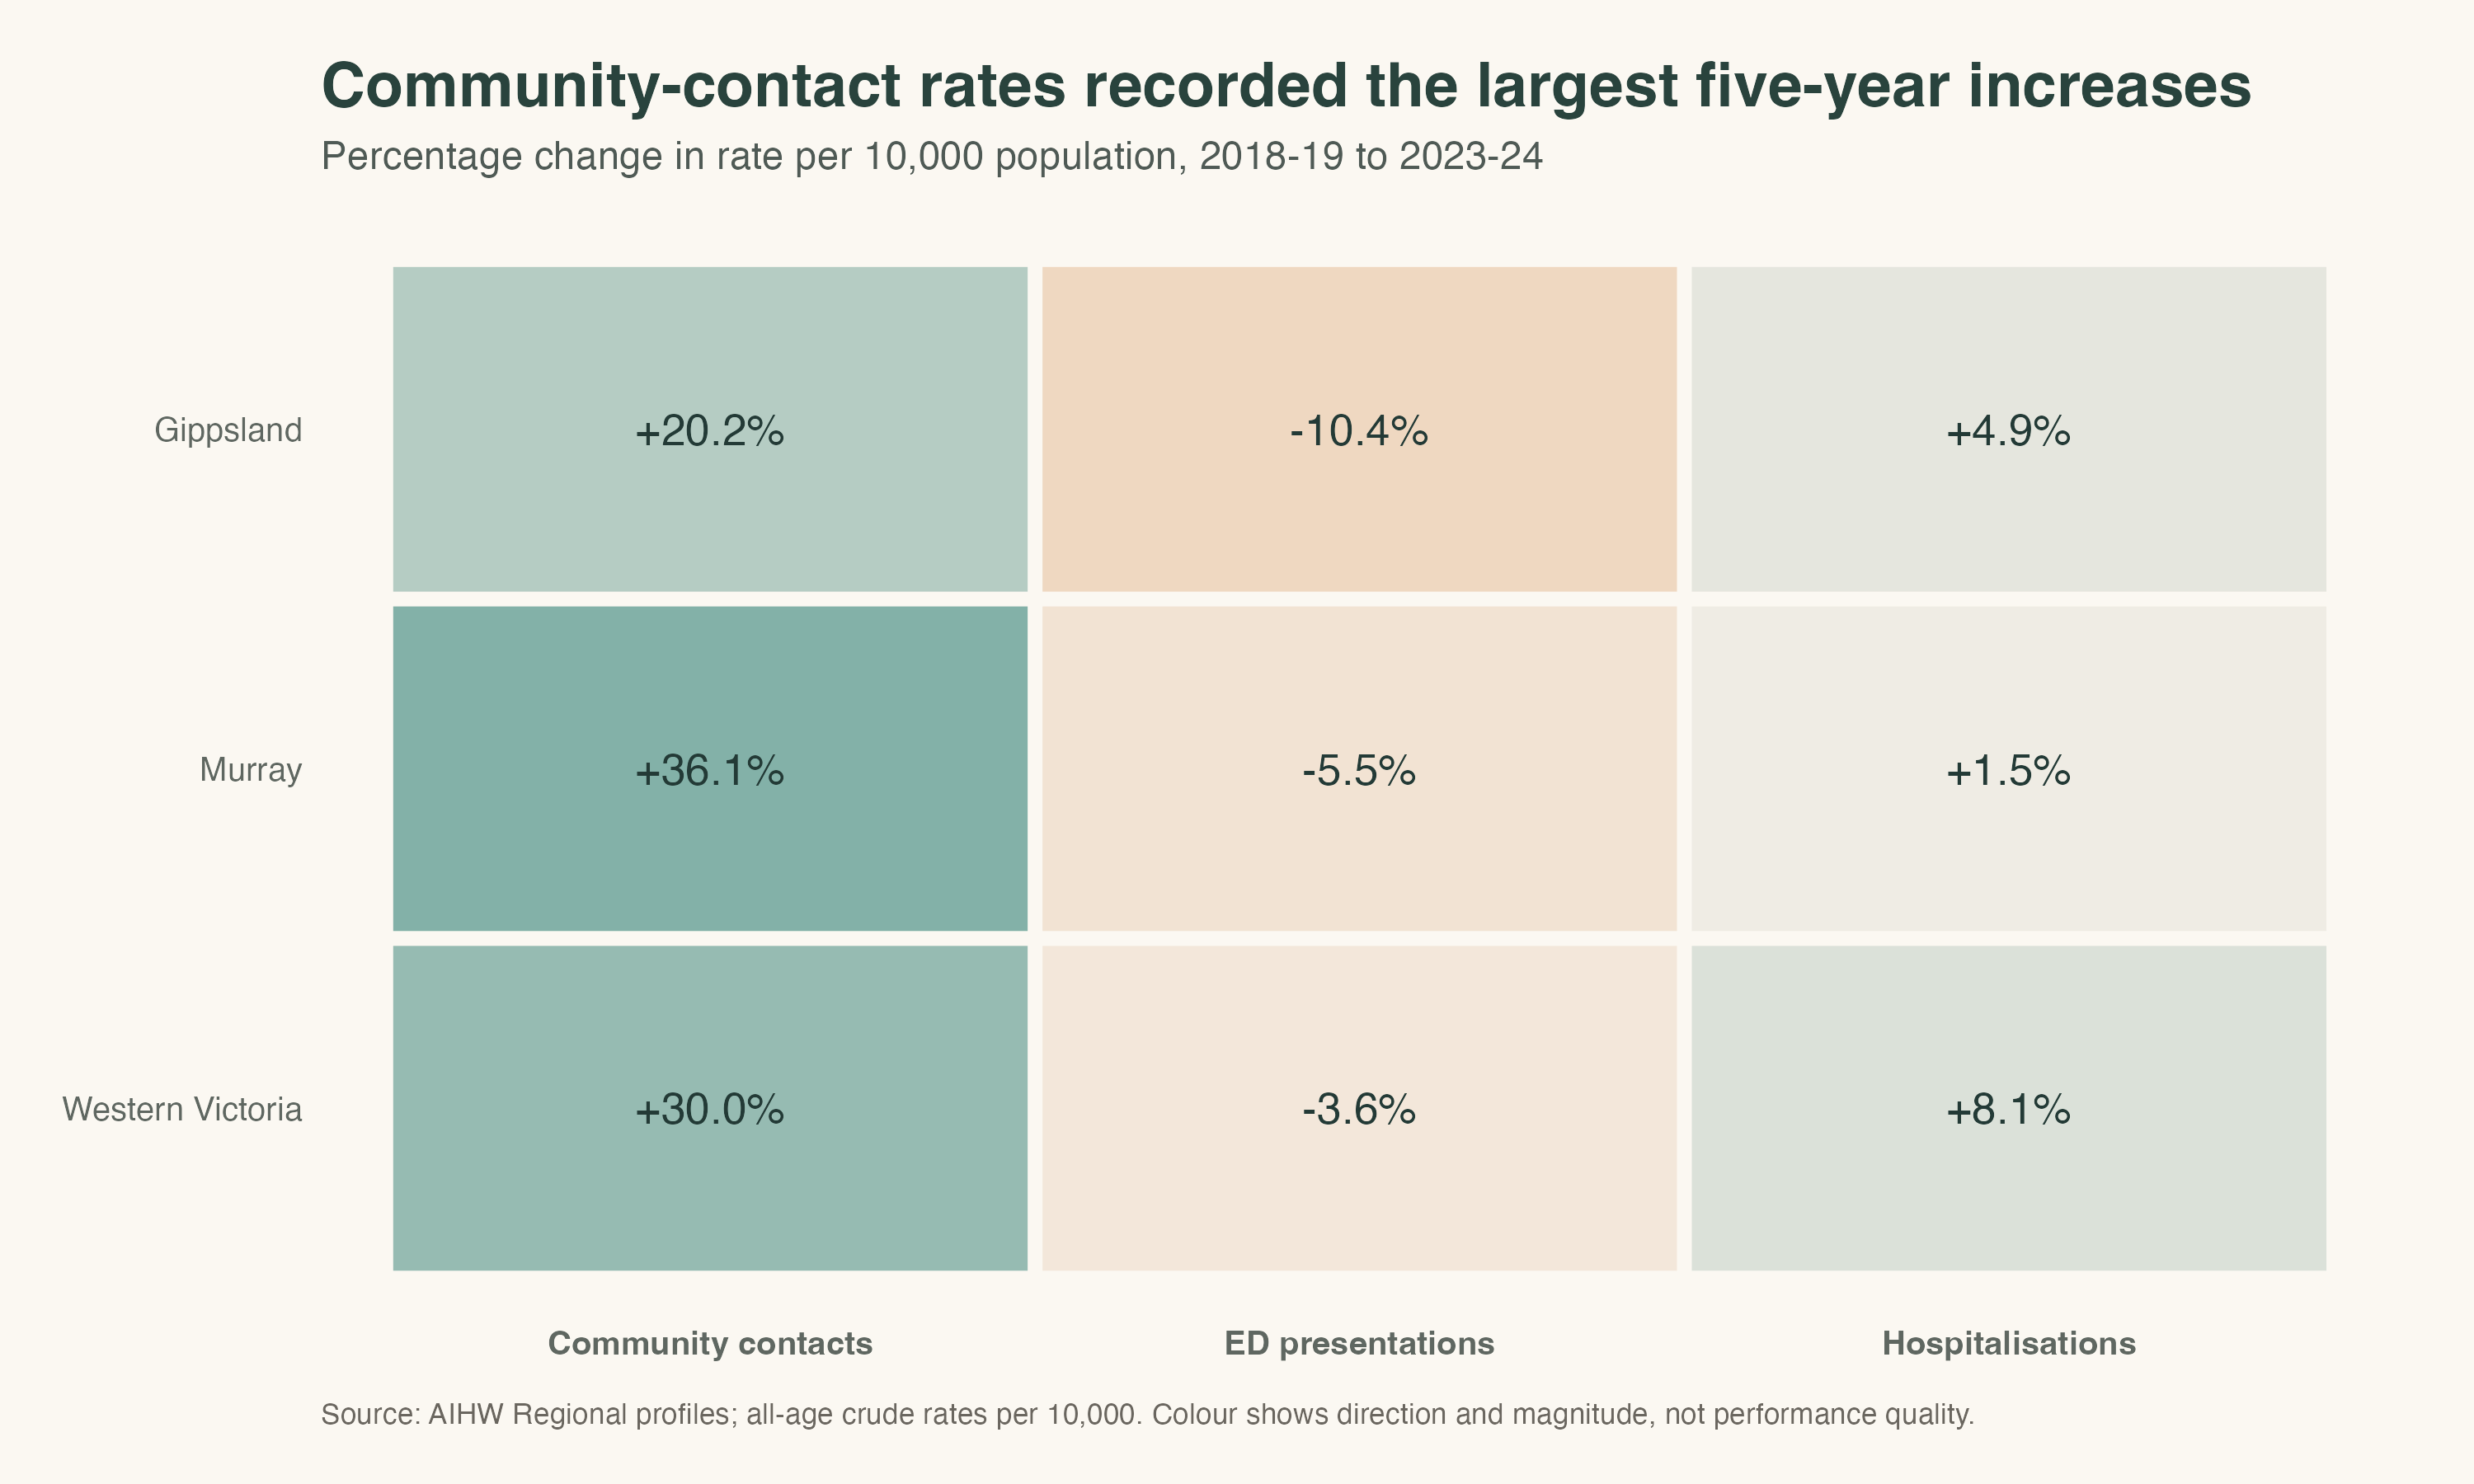 Community-contact rates recorded the largest five-year increases
Percentage change in rate per 10,000 population, 2018-19 to 2023-24
Gippsland
+20.2%
-10.4%
+4.9%
Murray
+36.1%
-5.5%
+1.5%
Western Victoria
+30.0%
-3.6%
+8.1%
Community contacts
ED presentations
Hospitalisations
Source: AIHW Regional profiles; all-age crude rates per 10,000. Colour shows direction and magnitude, not performance quality.